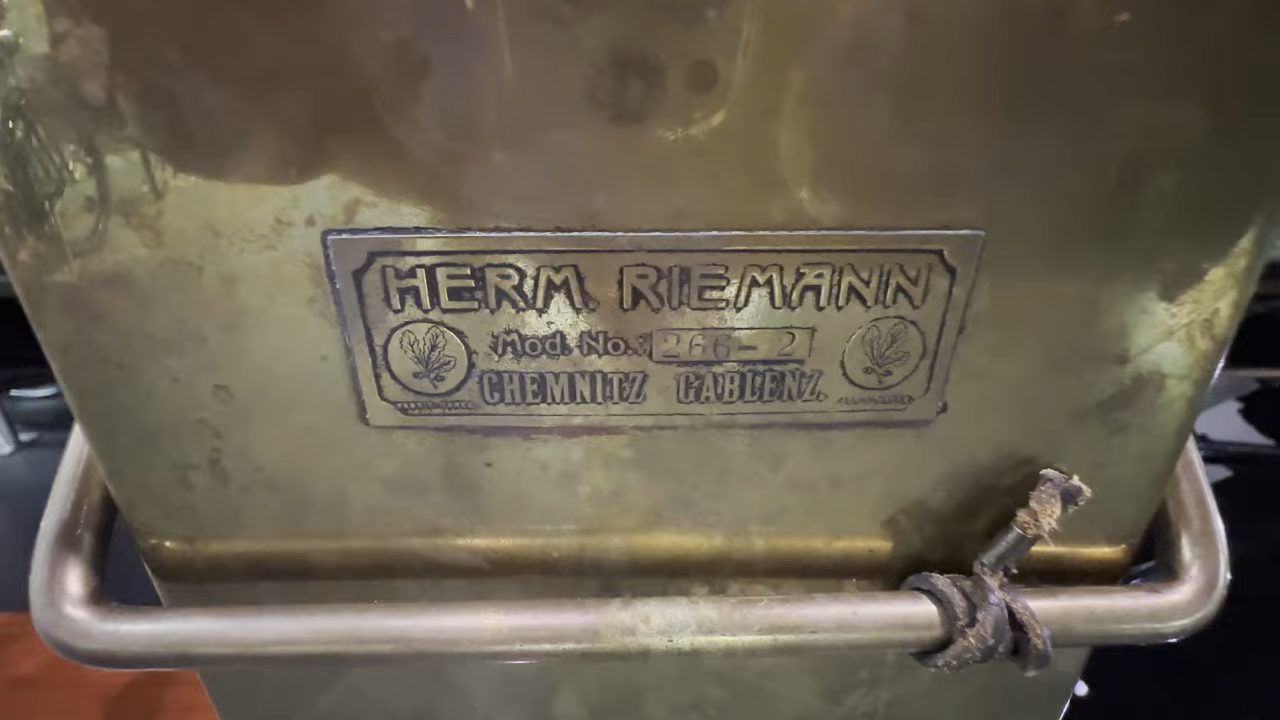 HERM. RIEMANN
Mod. No. 266-2
CHEMNITZ GABLENZ.